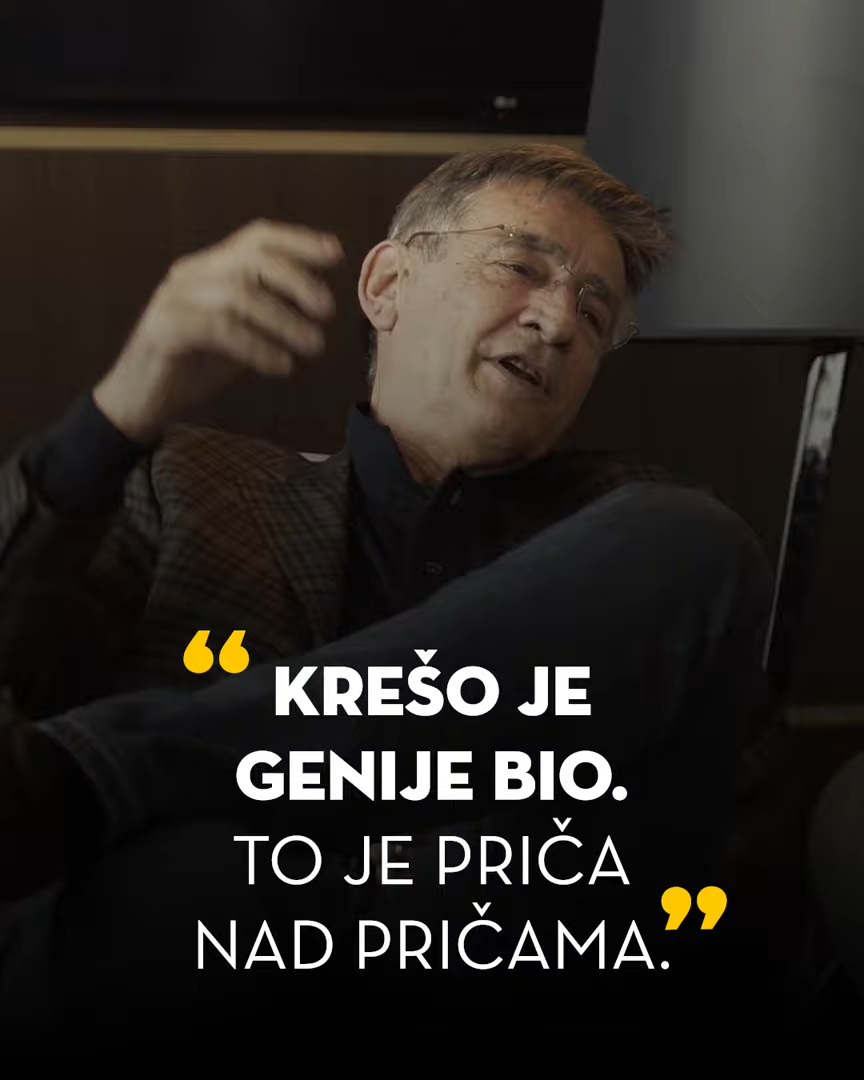 “ KREŠO JE
GENIJE BIO.
TO JE PRIČA
NAD PRIČAMA.”